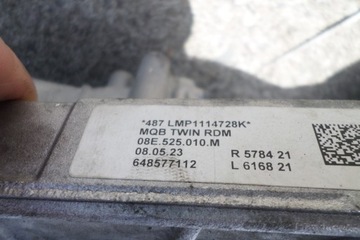 *487 LMP1114728K*
MQB TWIN RDM
08E.525.010.M
08.05.23 R 5784 21
648577112 L 6168 21